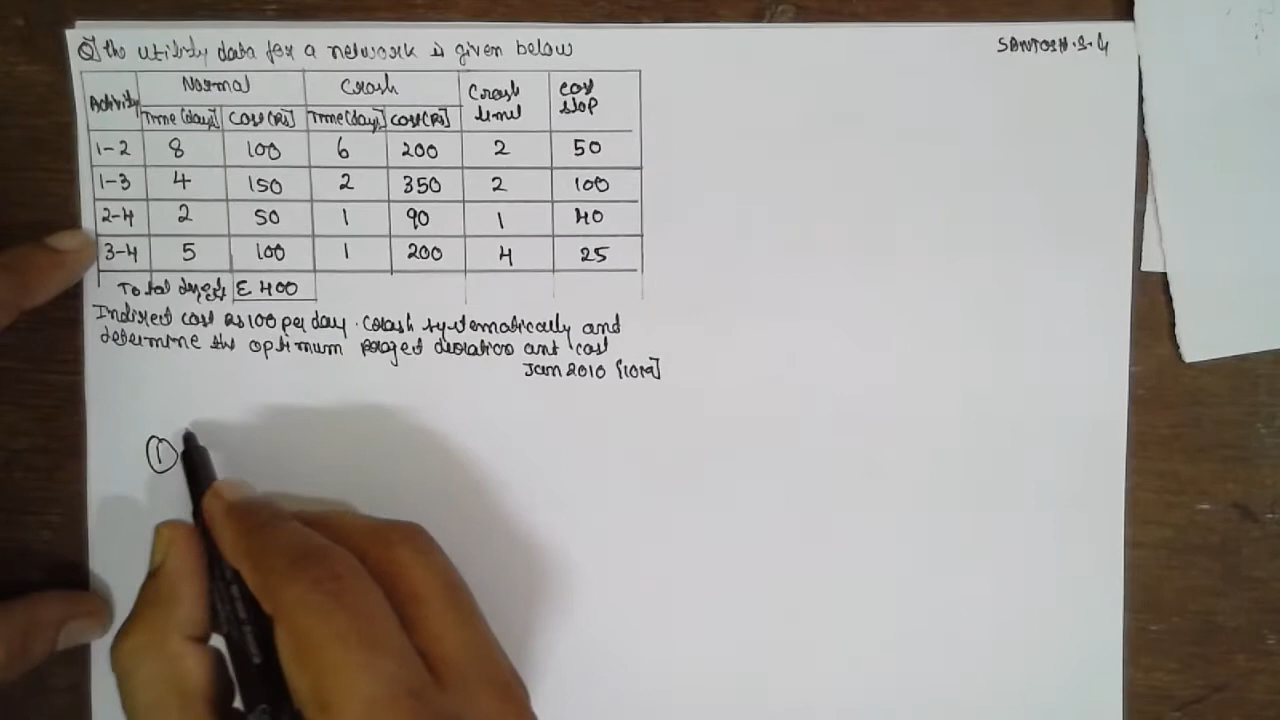 SANTOSH.S.G
Q] The utility data for a network is given below
Activity Normal Crash Crash limit cost slop
Time [days] Cost (Rs] Time [days] cost (Rs]
1-2 8 100 6 200 2 50
1-3 4 150 2 350 2 100
2-4 2 50 1 90 1 40
3-4 5 100 1 200 4 25
Total Σ 400
Indirect cost Rs 100 per day. Crash systematically and
determine the optimum project duration and cost
Jan 2010
1